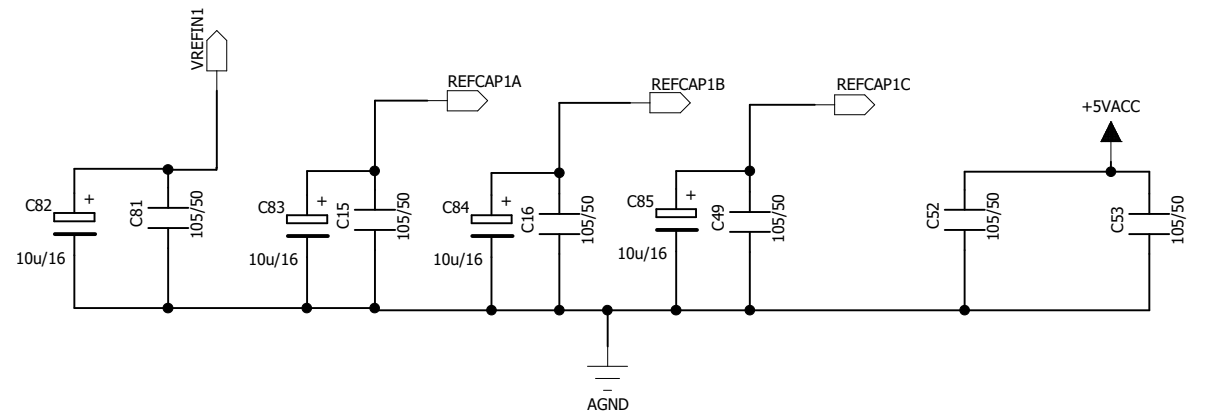 VREFIN1
REFCAP1A
REFCAP1B
REFCAP1C
+5VACC
C82
+
10u/16
C81
105/50
C83
+
10u/16
C15
105/50
C84
+
10u/16
C16
105/50
C85
+
10u/16
C49
105/50
C52
105/50
C53
105/50
AGND